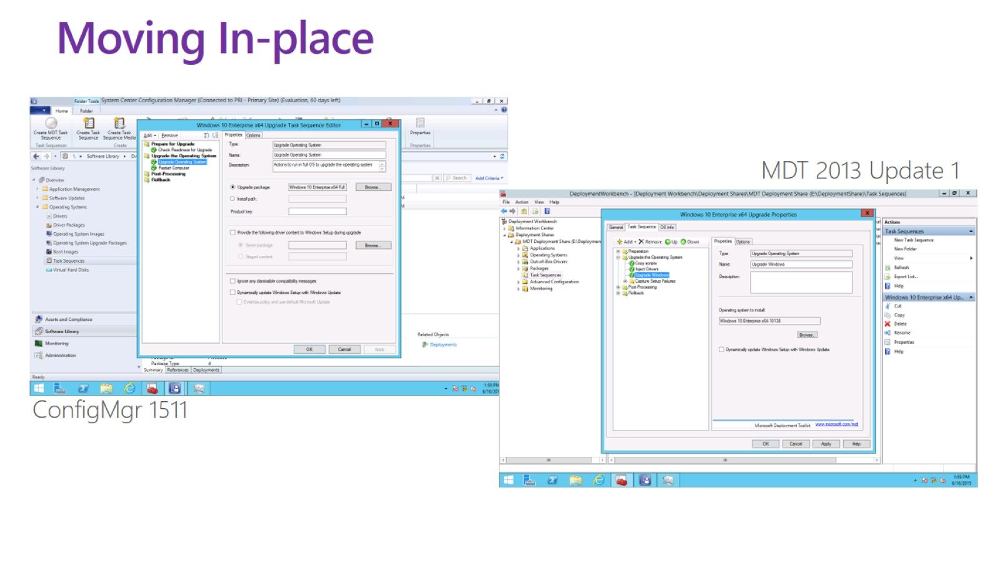 Moving In-place
Folder Tools System Center Configuration Manager (Connected to PRI - Primary Site) (Evaluation, 60 days left)
Home Folder
Create MDT Task Sequence
Create Task Sequence
Create Task Sequence Media
Properties
Task Sequences Create Properties
\ Software Library
Search Add Criteria
Software Library
Overview
Application Management
Software Updates
Operating Systems
Drivers
Driver Packages
Operating System Images
Operating System Upgrade Packages
Boot Images
Task Sequences
Virtual Hard Disks
Assets and Compliance
Software Library
Monitoring
Administration
Ready
Windows 10 Enterprise x64 Upgrade Task Sequence Editor
Add Remove
Prepare for Upgrade
Check Readiness for Upgrade
Upgrade the Operating System
Upgrade Operating System
Restart Computer
Post-Processing
Rollback
Properties Options
Type: Upgrade Operating System
Name: Upgrade Operating System
Description: Actions to run in full OS to upgrade the operating system
Upgrade package: Windows 10 Enterprise x64 Full Browse...
Install path:
Product key:
Provide the following driver content to Windows Setup during upgrade
Driver package Browse...
Staged content
Ignore any dismissable compatibility messages
Dynamically update Windows Setup with Windows Update
Override policy and use default Microsoft Update
OK Cancel Apply
Related Objects
Deployments
Package Type: 4
Summary References Deployments
1:58 PM
ConfigMgr 1511
MDT 2013 Update 1
DeploymentWorkbench - [Deployment Workbench\Deployment Shares\MDT Deployment Share (E:\DeploymentShare)\Task Sequences]
File Action View Help
Deployment Workbench
Information Center
Deployment Shares
MDT Deployment Share (E:\Deploymen
Applications
Operating Systems
Out-of-Box Drivers
Packages
Task Sequences
Advanced Configuration
Monitoring
Windows 10 Enterprise x64 Upgrade Properties
General Task Sequence OS Info
Add Remove Up Down
Preparation
Upgrade the Operating System
Copy scripts
Inject Drivers
Upgrade Windows
Capture Setup Failures
Post-Processing
Rollback
Properties Options
Type: Upgrade Operating System
Name: Upgrade Windows
Description:
Operating system to install:
Windows 10 Enterprise x64 10138
Browse...
Dynamically update Windows Setup with Windows Update
Microsoft Deployment Toolkit www.microsoft.com/mdt
OK Cancel Apply Help
Actions
Task Sequences
New Task Sequence
New Folder
View
Refresh
Export List...
Help
Windows 10 Enterprise x64 Up...
Cut
Copy
Delete
Rename
Properties
Help
1:59 PM
6/16/2015